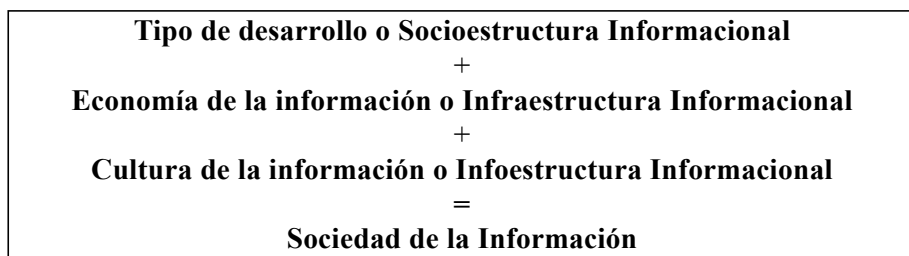 Tipo de desarrollo o Socioestructura Informacional
+
Economía de la información o Infraestructura Informacional
+
Cultura de la información o Infoestructura Informacional
=
Sociedad de la Información